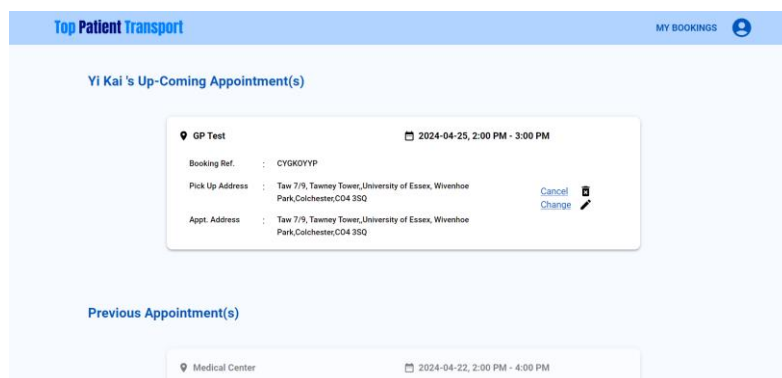 Top Patient Transport
MY BOOKINGS
Yi Kai 's Up-Coming Appointment(s)
GP Test
2024-04-25, 2:00 PM - 3:00 PM
Booking Ref. : CYGKOYYP
Pick Up Address : Taw 7/9, Tawney Tower,,University of Essex, Wivenhoe
Park,Colchester,CO4 3SQ
Cancel
Change
Appt. Address : Taw 7/9, Tawney Tower,,University of Essex, Wivenhoe
Park,Colchester,CO4 3SQ
Previous Appointment(s)
Medical Center
2024-04-22, 2:00 PM - 4:00 PM